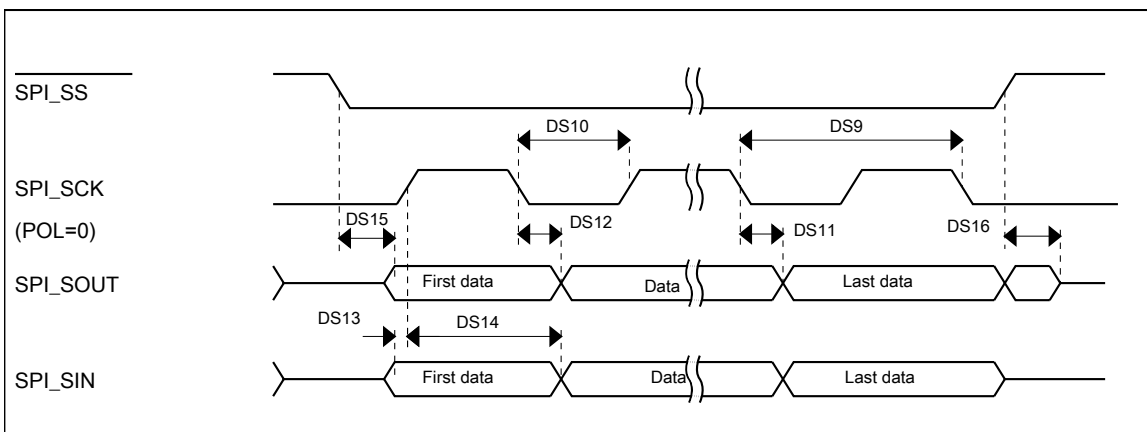 SPI_SS
DS10
DS9
SPI_SCK
(POL=0)
DS15
DS12
DS11
DS16
SPI_SOUT
First data
Data
Last data
DS13
DS14
SPI_SIN
First data
Data
Last data